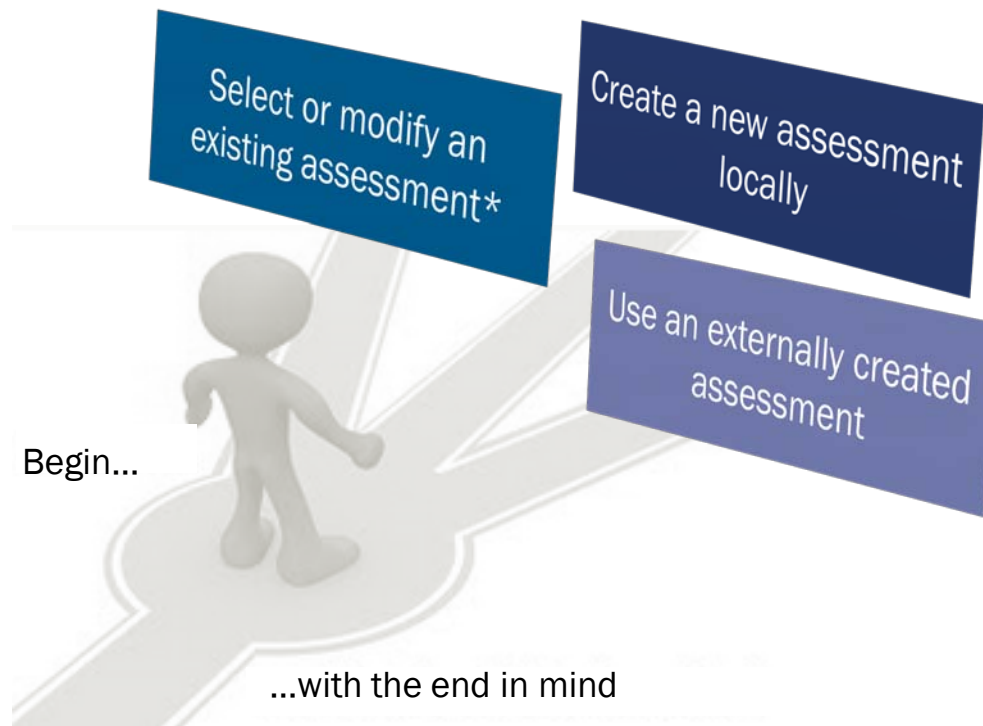 Select or modify an
existing assessment*
Create a new assessment
locally
Use an externally created
assessment
Begin...
...with the end in mind